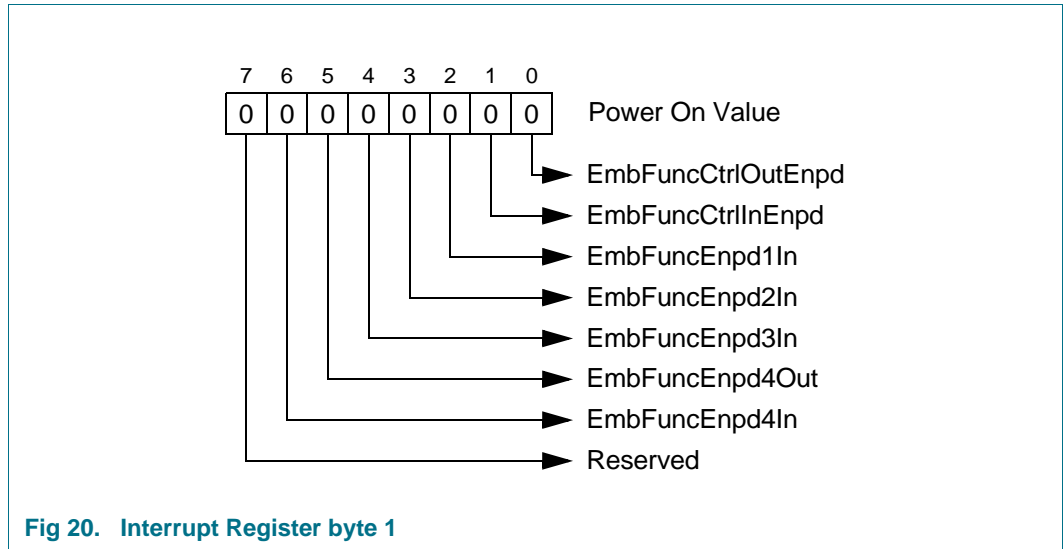 7 6 5 4 3 2 1 0
0 0 0 0 0 0 0 0 Power On Value
EmbFuncCtrlOutEnpd
EmbFuncCtrlInEnpd
EmbFuncEnpd1In
EmbFuncEnpd2In
EmbFuncEnpd3In
EmbFuncEnpd4Out
EmbFuncEnpd4In
Reserved
Fig 20. Interrupt Register byte 1